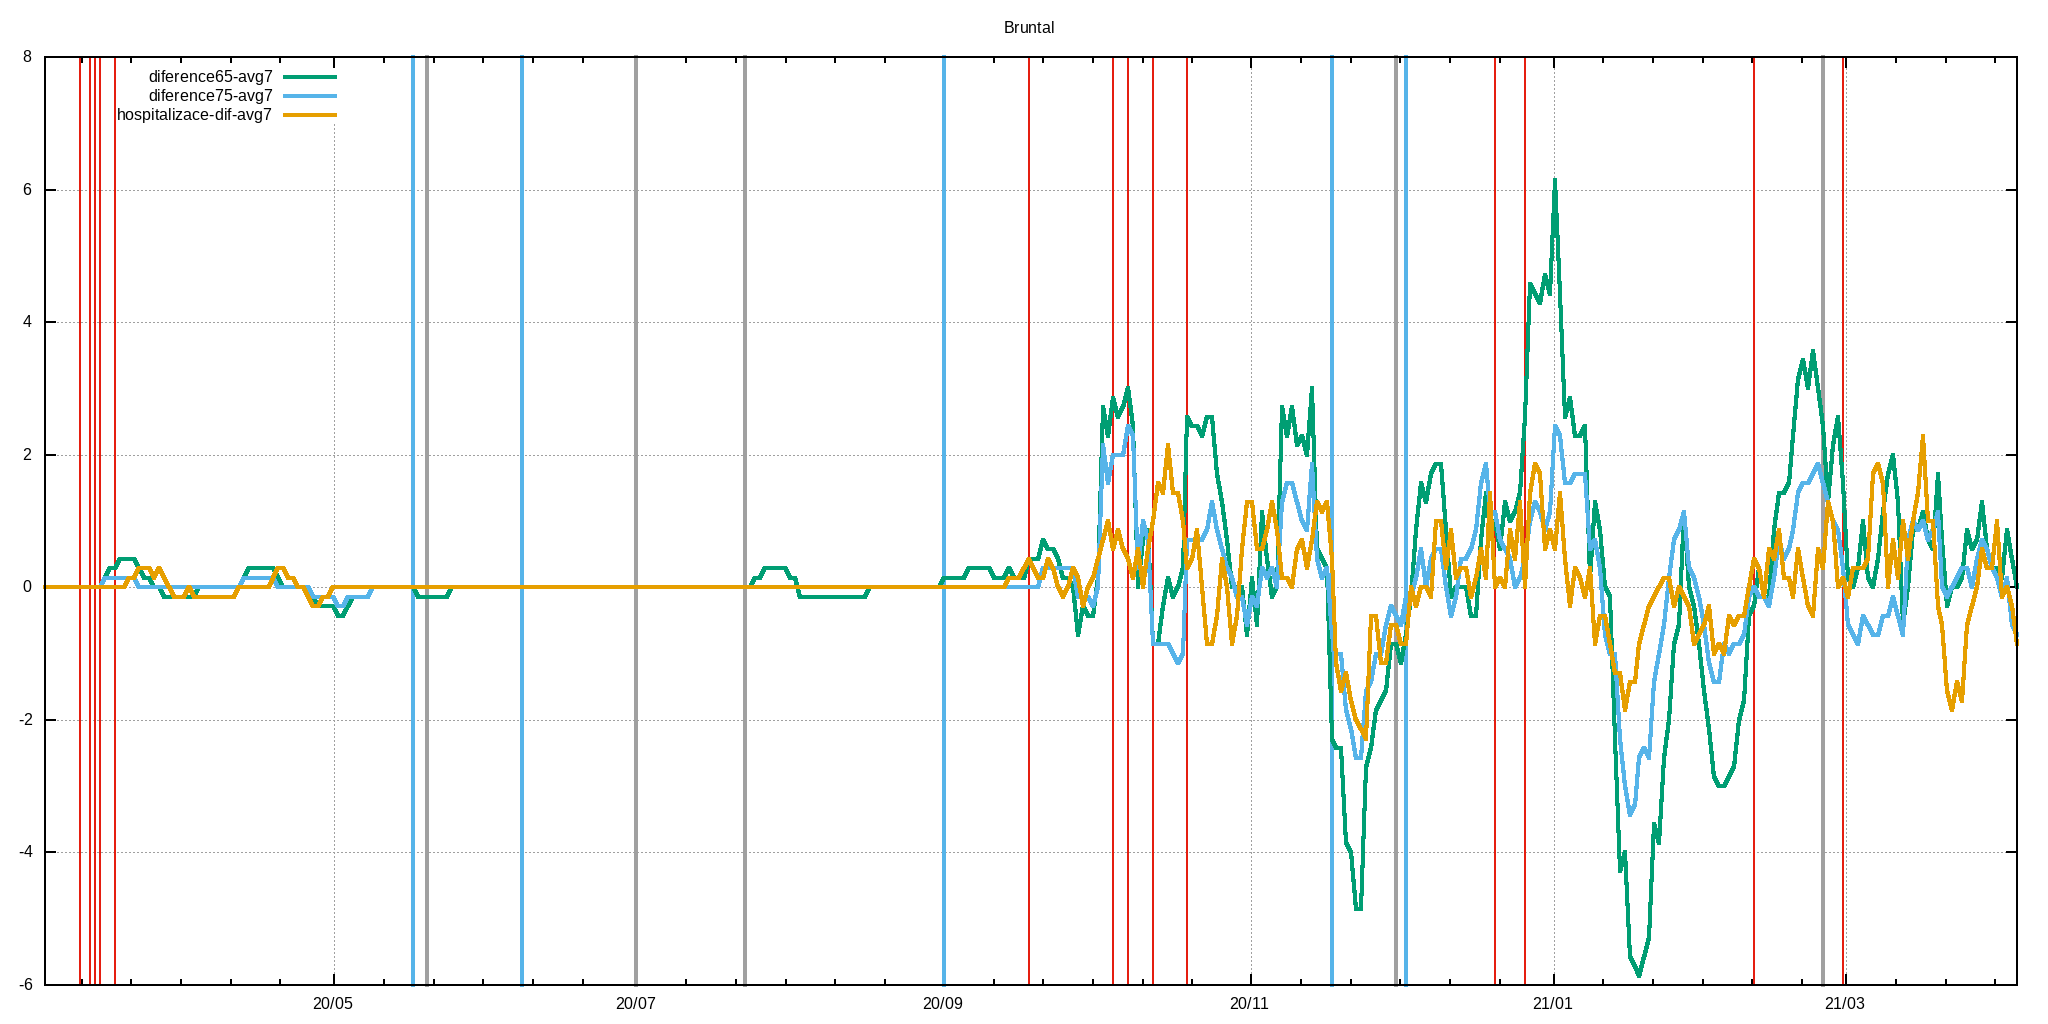 Bruntal
8
diference65-avg7
diference75-avg7
hospitalizace-dif-avg7
6
4
2
0
-2
-4
-6
20/05 20/07 20/09 20/11 21/01 21/03